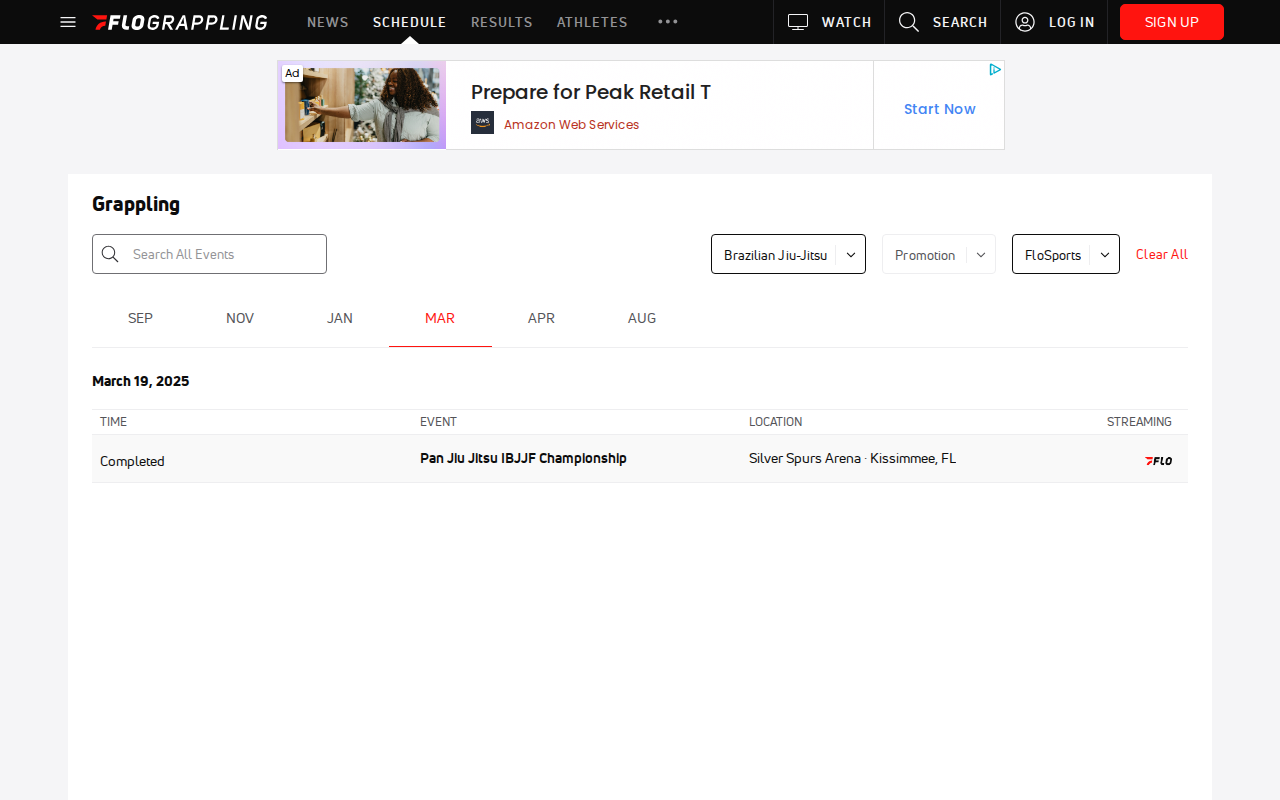 FLOGRAPPLING
NEWS
SCHEDULE
RESULTS
ATHLETES
WATCH
SEARCH
LOG IN
SIGN UP
Ad
Prepare for Peak Retail T
aws
Amazon Web Services
Start Now
Grappling
Search All Events
Brazilian Jiu-Jitsu
Promotion
FloSports
Clear All
SEP
NOV
JAN
MAR
APR
AUG
March 19, 2025
TIME
EVENT
LOCATION
STREAMING
Completed
Pan Jiu Jitsu IBJJF Championship
Silver Spurs Arena · Kissimmee, FL
FLO